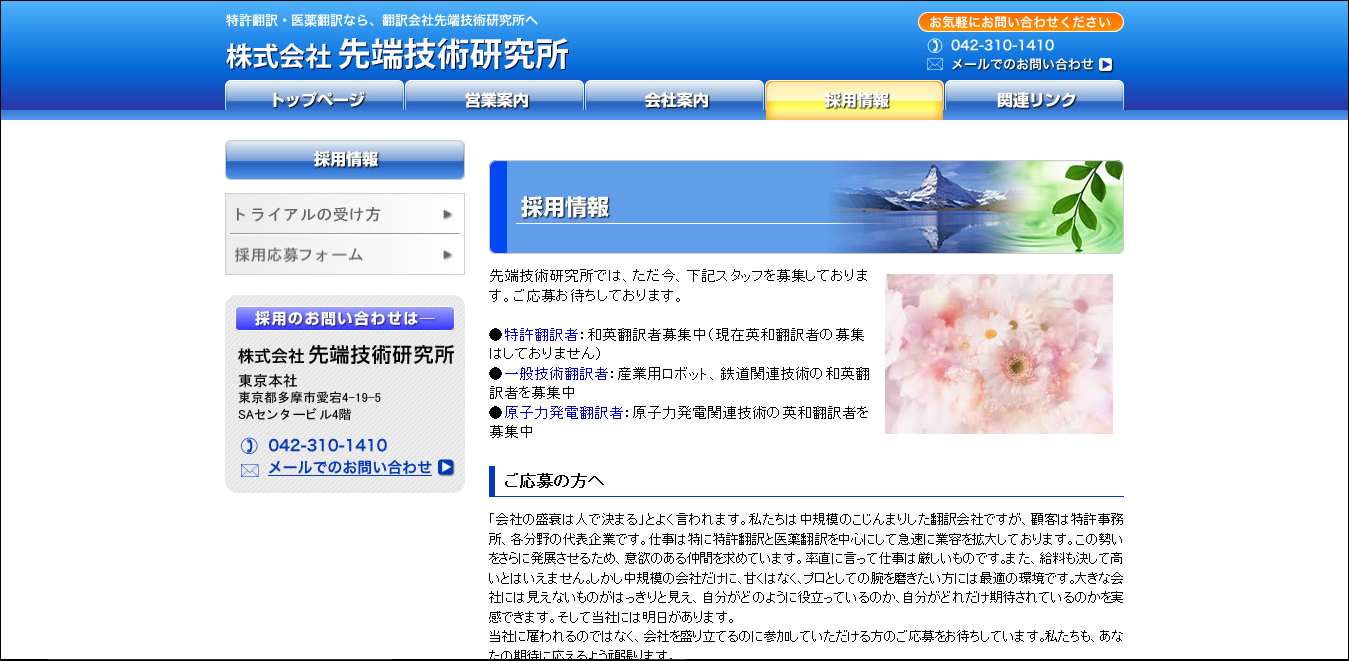 特許翻訳・医薬翻訳なら、翻訳会社先端技術研究所へ
株式会社 先端技術研究所
お気軽にお問い合わせください
042-310-1410
メールでのお問い合わせ
トップページ
営業案内
会社案内
採用情報
関連リンク
採用情報
トライアルの受け方
採用応募フォーム
採用のお問い合わせは―
株式会社 先端技術研究所
東京本社
東京都多摩市愛宕4-19-5
SAセンタービル4階
042-310-1410
メールでのお問い合わせ
採用情報
先端技術研究所では、ただ今、下記スタッフを募集しておりま
す。ご応募お待ちしております。
●特許翻訳者：和英翻訳者募集中（現在英和翻訳者の募集
はしておりません）
●一般技術翻訳者：産業用ロボット、鉄道関連技術の和英翻
訳者を募集中
●原子力発電翻訳者：原子力発電関連技術の英和翻訳者を
募集中
ご応募の方へ
「会社の盛衰は人で決まる」とよく言われます。私たちは中規模のこじんまりした翻訳会社ですが、顧客は特許事務
所、各分野の代表企業です。仕事は特に特許翻訳と医薬翻訳を中心にして急速に業容を拡大しております。この勢い
をさらに発展させるため、意欲のある仲間を求めています。率直に言って仕事は厳しいものです。また、給料も決して高
いとはいえません。しかし中規模の会社だけに、甘くはなく、プロとしての腕を磨きたい方には最適の環境です。大きな会
社には見えないものがはっきりと見え、自分がどのように役立っているのか、自分がどれだけ期待されているのかを実
感できます。そして当社には明日があります。
当社に雇われるのではなく、会社を盛り立てるのに参加していただける方のご応募をお待ちしています。私たちも、あな
たの期待に応えるよう頑張ります。